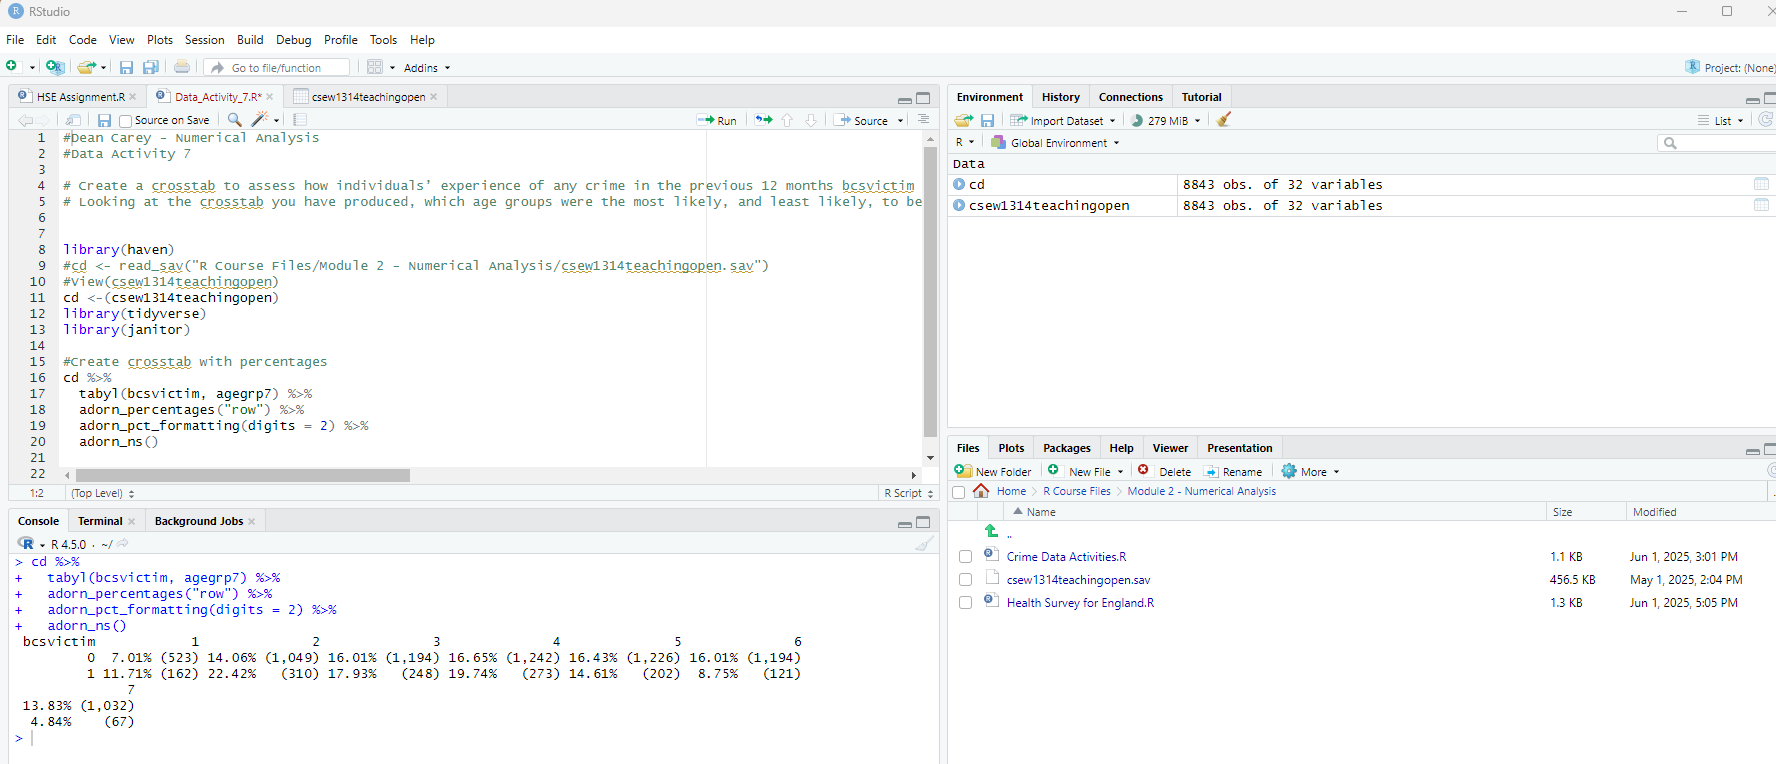 RStudio
File Edit Code View Plots Session Build Debug Profile Tools Help
Go to file/function Addins Project: (None)
HSE Assignment.R Data_Activity_7.R* csew1314teachingopen
Source on Save Run Source
1 #Dean Carey - Numerical Analysis
2 #Data Activity 7
3
4 # Create a crosstab to assess how individuals’ experience of any crime in the previous 12 months bcsvictim
5 # Looking at the crosstab you have produced, which age groups were the most likely, and least likely, to be
6
7
8 library(haven)
9 #cd <- read_sav("R Course Files/Module 2 - Numerical Analysis/csew1314teachingopen.sav")
10 #View(csew1314teachingopen)
11 cd <-(csew1314teachingopen)
12 library(tidyverse)
13 library(janitor)
14
15 #Create crosstab with percentages
16 cd %>%
17 tabyl(bcsvictim, agegrp7) %>%
18 adorn_percentages("row") %>%
19 adorn_pct_formatting(digits = 2) %>%
20 adorn_ns()
21
22
1:2 (Top Level) R Script
Console Terminal Background Jobs
R 4.5.0 · ~/
> cd %>%
+ tabyl(bcsvictim, agegrp7) %>%
+ adorn_percentages("row") %>%
+ adorn_pct_formatting(digits = 2) %>%
+ adorn_ns()
bcsvictim 1 2 3 4 5 6
0 7.01% (523) 14.06% (1,049) 16.01% (1,194) 16.65% (1,242) 16.43% (1,226) 16.01% (1,194)
1 11.71% (162) 22.42% (310) 17.93% (248) 19.74% (273) 14.61% (202) 8.75% (121)
7
13.83% (1,032)
4.84% (67)
>
Environment History Connections Tutorial
Import Dataset 279 MiB List
R Global Environment
Data
cd 8843 obs. of 32 variables
csew1314teachingopen 8843 obs. of 32 variables
Files Plots Packages Help Viewer Presentation
New Folder New File Delete Rename More
Home R Course Files Module 2 - Numerical Analysis
Name Size Modified
..
Crime Data Activities.R 1.1 KB Jun 1, 2025, 3:01 PM
csew1314teachingopen.sav 456.5 KB May 1, 2025, 2:04 PM
Health Survey for England.R 1.3 KB Jun 1, 2025, 5:05 PM